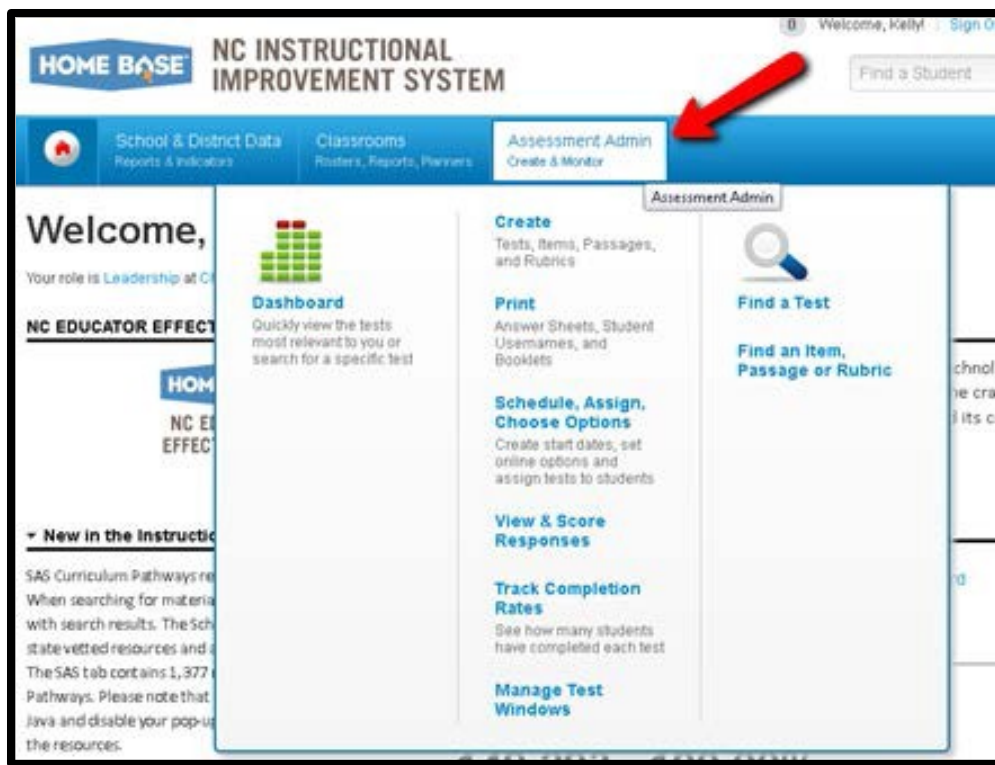 0 Welcome, Kelly! Sign O
HOME BASE
NC INSTRUCTIONAL
IMPROVEMENT SYSTEM
Find a Student
School & District Data
Reports & Indicators
Classrooms
Rosters, Reports, Planners
Assessment Admin
Create & Monitor
Assessment Admin
Welcome,
Your role is Leadership at C
NC EDUCATOR EFFECT
HOM
NC E
EFFEC
New in the Instructio
SAS Curriculum Pathways re
When searching for materia
with search results. The Sch
state vetted resources and a
The SAS tab contains 1,377
Pathways. Please note that
Java and disable your pop-u
the resources.
Dashboard
Quickly view the tests
most relevant to you or
search for a specific test
Create
Tests, Items, Passages,
and Rubrics
Print
Answer Sheets, Student
Usernames, and
Booklets
Schedule, Assign,
Choose Options
Create start dates, set
online options and
assign tests to students
View & Score
Responses
Track Completion
Rates
See how many students
have completed each test
Manage Test
Windows
Find a Test
Find an Item,
Passage or Rubric
chnol
e cra
its c
rd